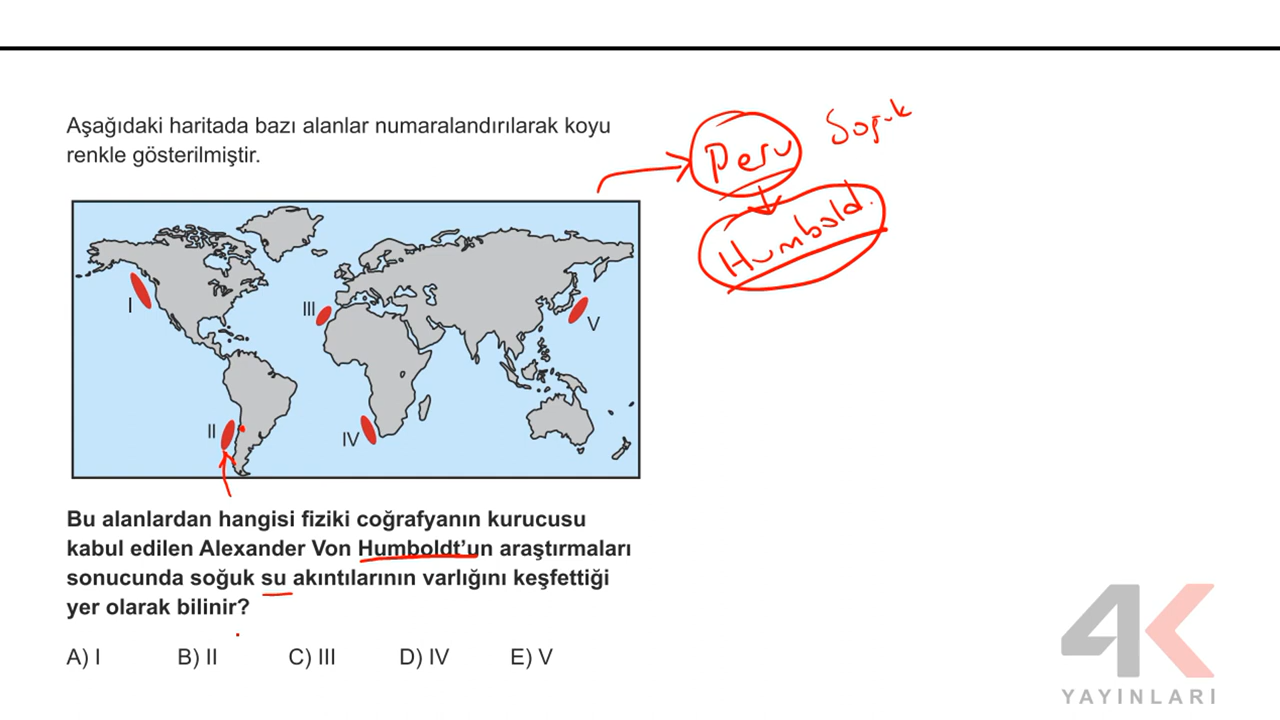 Aşağıdaki haritada bazı alanlar numaralandırılarak koyu
renkle gösterilmiştir.
Peru
Soğuk
Humbold.
I
II
III
IV
V
Bu alanlardan hangisi fiziki coğrafyanın kurucusu
kabul edilen Alexander Von Humboldt'un araştırmaları
sonucunda soğuk su akıntılarının varlığını keşfettiği
yer olarak bilinir?
A) I B) II C) III D) IV E) V
4K
YAYINLARI